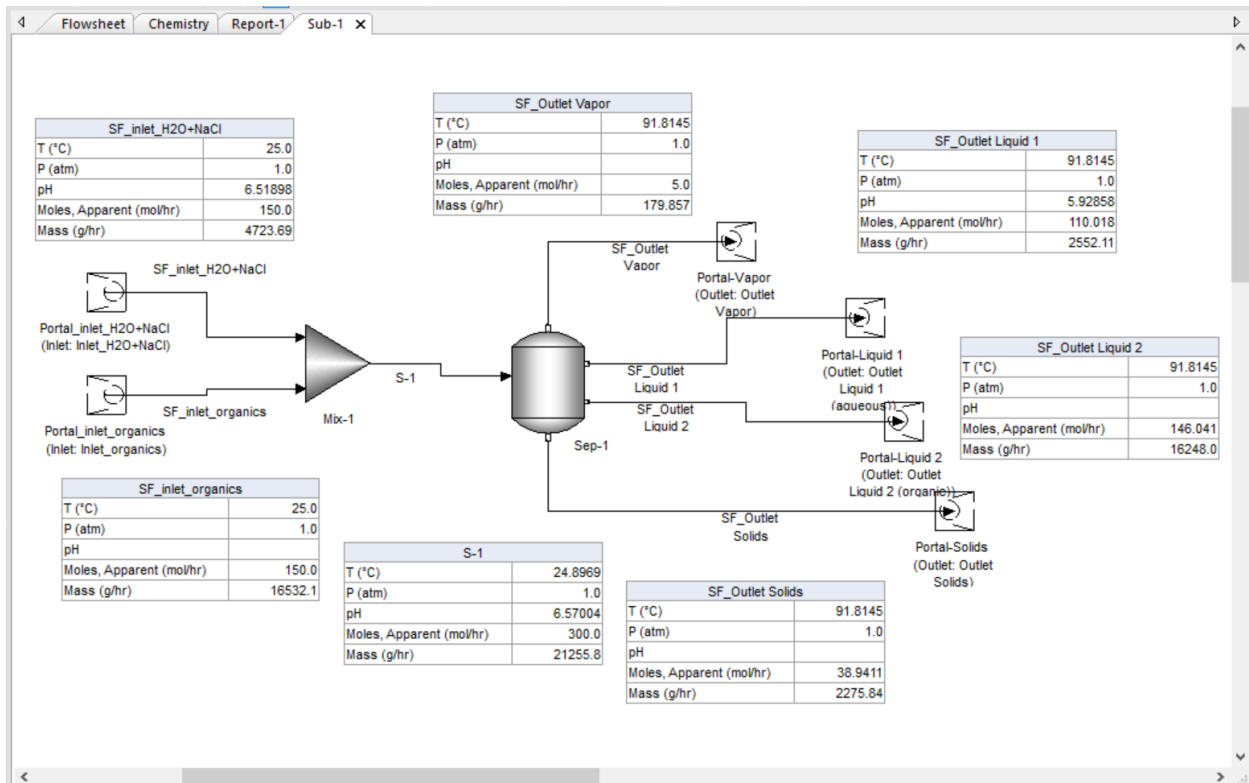 Flowsheet
Chemistry
Report-1
Sub-1
SF_inlet_H2O+NaCl
T (°C) 25.0
P (atm) 1.0
pH 6.51898
Moles, Apparent (mol/hr) 150.0
Mass (g/hr) 4723.69
SF_Outlet Vapor
T (°C) 91.8145
P (atm) 1.0
pH
Moles, Apparent (mol/hr) 5.0
Mass (g/hr) 179.857
SF_Outlet Liquid 1
T (°C) 91.8145
P (atm) 1.0
pH 5.92858
Moles, Apparent (mol/hr) 110.018
Mass (g/hr) 2552.11
SF_inlet_H2O+NaCl
Portal_inlet_H2O+NaCl
(Inlet: Inlet_H2O+NaCl)
SF_inlet_organics
Portal_inlet_organics
(Inlet: Inlet_organics)
Mix-1
S-1
SF_Outlet
Vapor
Portal-Vapor
(Outlet: Outlet
Vapor)
SF_Outlet
Liquid 1
SF_Outlet
Liquid 2
Sep-1
Portal-Liquid 1
(Outlet: Outlet
Liquid 1
(aqueous))
SF_Outlet Liquid 2
T (°C) 91.8145
P (atm) 1.0
pH
Moles, Apparent (mol/hr) 146.041
Mass (g/hr) 16248.0
Portal-Liquid 2
(Outlet: Outlet
Liquid 2 (organic))
SF_Outlet
Solids
Portal-Solids
(Outlet: Outlet
Solids)
SF_inlet_organics
T (°C) 25.0
P (atm) 1.0
pH
Moles, Apparent (mol/hr) 150.0
Mass (g/hr) 16532.1
S-1
T (°C) 24.8969
P (atm) 1.0
pH 6.57004
Moles, Apparent (mol/hr) 300.0
Mass (g/hr) 21255.8
SF_Outlet Solids
T (°C) 91.8145
P (atm) 1.0
pH
Moles, Apparent (mol/hr) 38.9411
Mass (g/hr) 2275.84